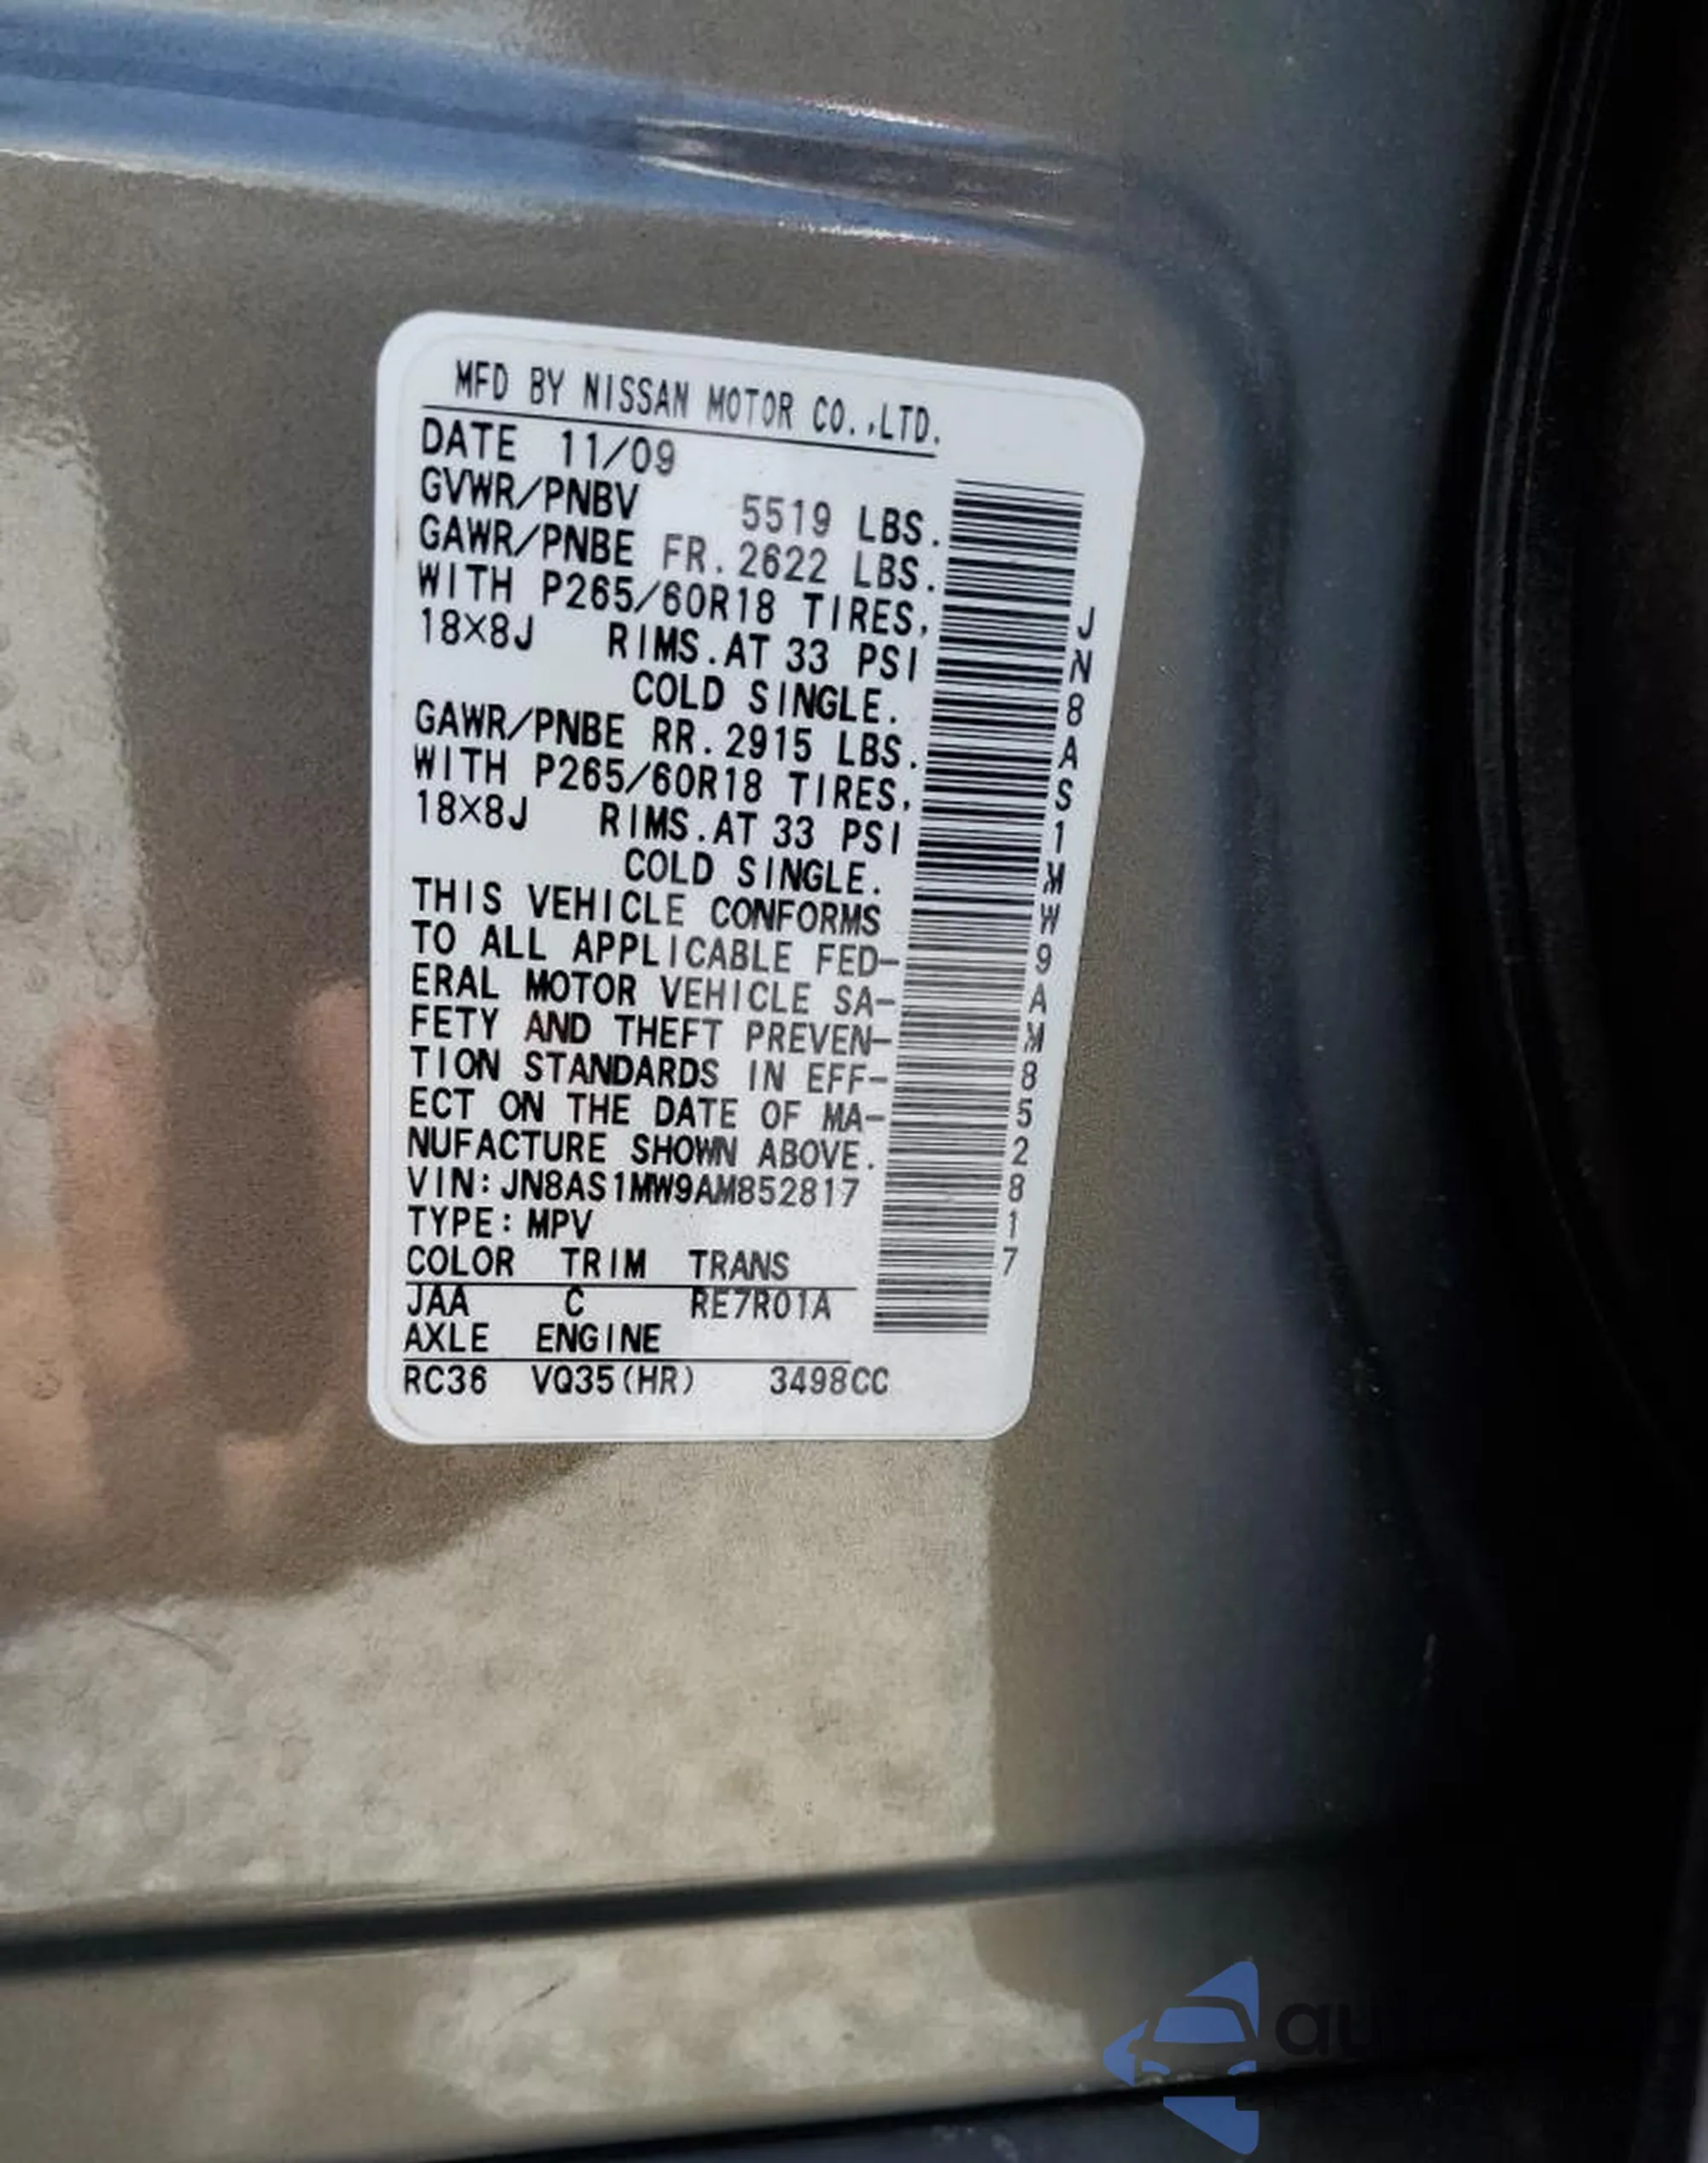 MFD BY NISSAN MOTOR CO.,LTD.
DATE 11/09
GVWR/PNBV 5519 LBS.
GAWR/PNBE FR.2622 LBS.
WITH P265/60R18 TIRES,
18X8J RIMS.AT 33 PSI
COLD SINGLE.
GAWR/PNBE RR.2915 LBS.
WITH P265/60R18 TIRES,
18X8J RIMS.AT 33 PSI
COLD SINGLE.
THIS VEHICLE CONFORMS
TO ALL APPLICABLE FED-
ERAL MOTOR VEHICLE SA-
FETY AND THEFT PREVEN-
TION STANDARDS IN EFF-
ECT ON THE DATE OF MA-
NUFACTURE SHOWN ABOVE.
VIN:JN8AS1MW9AM852817
TYPE:MPV
COLOR TRIM TRANS
JAA C RE7R01A
AXLE ENGINE
RC36 VQ35(HR) 3498CC
JN8AS1MW9AM852817